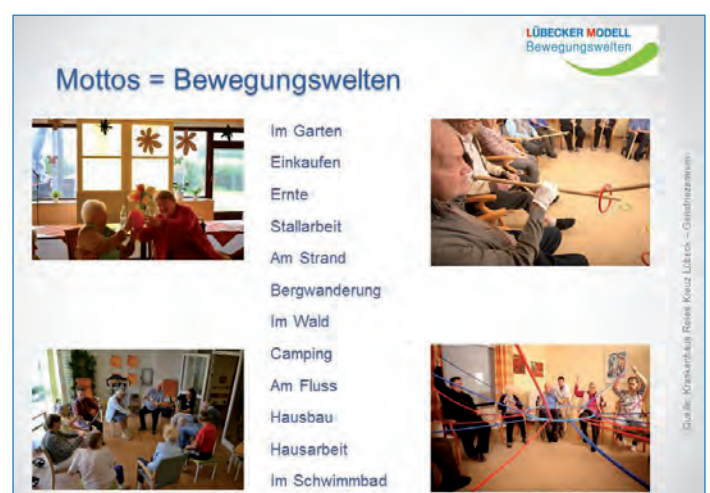 LÜBECKER MODELL
Bewegungswelten
Mottos = Bewegungswelten
Im Garten
Einkaufen
Ernte
Stallarbeit
Am Strand
Bergwanderung
Im Wald
Camping
Am Fluss
Hausbau
Hausarbeit
Im Schwimmbad
Quelle: Krankenhaus Rotes Kreuz Lübeck – Geriatriezentrum